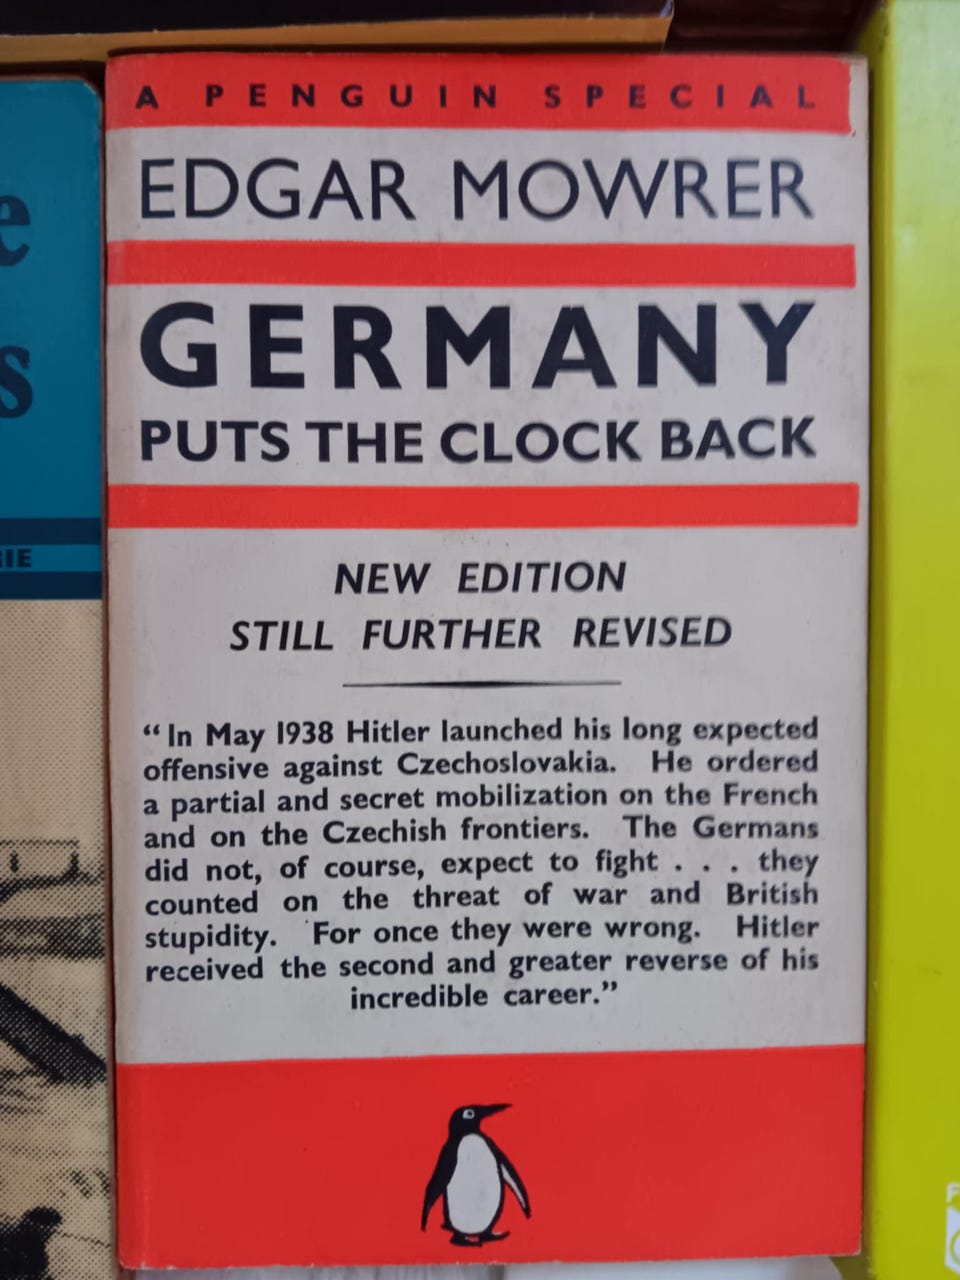 A PENGUIN SPECIAL
EDGAR MOWRER
GERMANY
PUTS THE CLOCK BACK
NEW EDITION
STILL FURTHER REVISED
“In May 1938 Hitler launched his long expected
offensive against Czechoslovakia. He ordered
a partial and secret mobilization on the French
and on the Czechish frontiers. The Germans
did not, of course, expect to fight . . . they
counted on the threat of war and British
stupidity. For once they were wrong. Hitler
received the second and greater reverse of his
incredible career.”